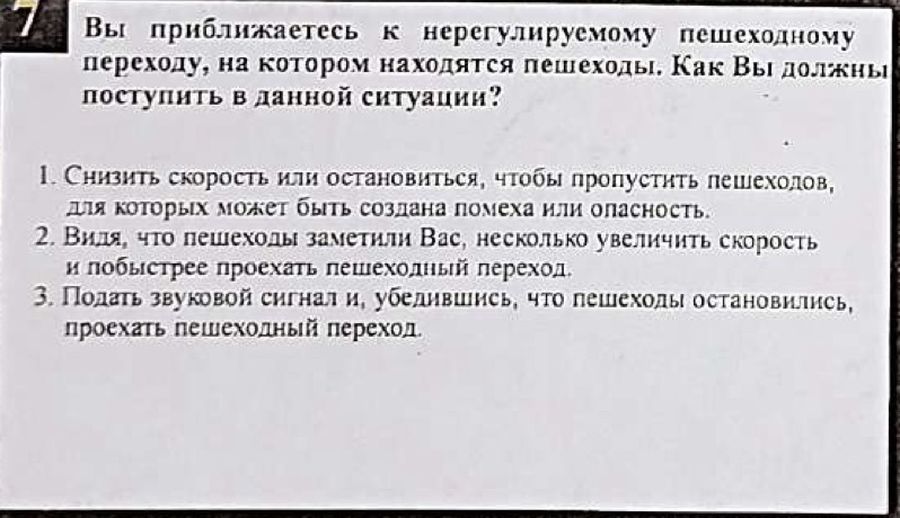 7
Вы приближаетесь к нерегулируемому пешеходному
переходу, на котором находятся пешеходы. Как Вы должны
поступить в данной ситуации?
1. Снизить скорость или остановиться, чтобы пропустить пешеходов,
для которых может быть создана помеха или опасность.
2. Видя, что пешеходы заметили Вас, несколько увеличить скорость
и побыстрее проехать пешеходный переход.
3. Подать звуковой сигнал и, убедившись, что пешеходы остановились,
проехать пешеходный переход.